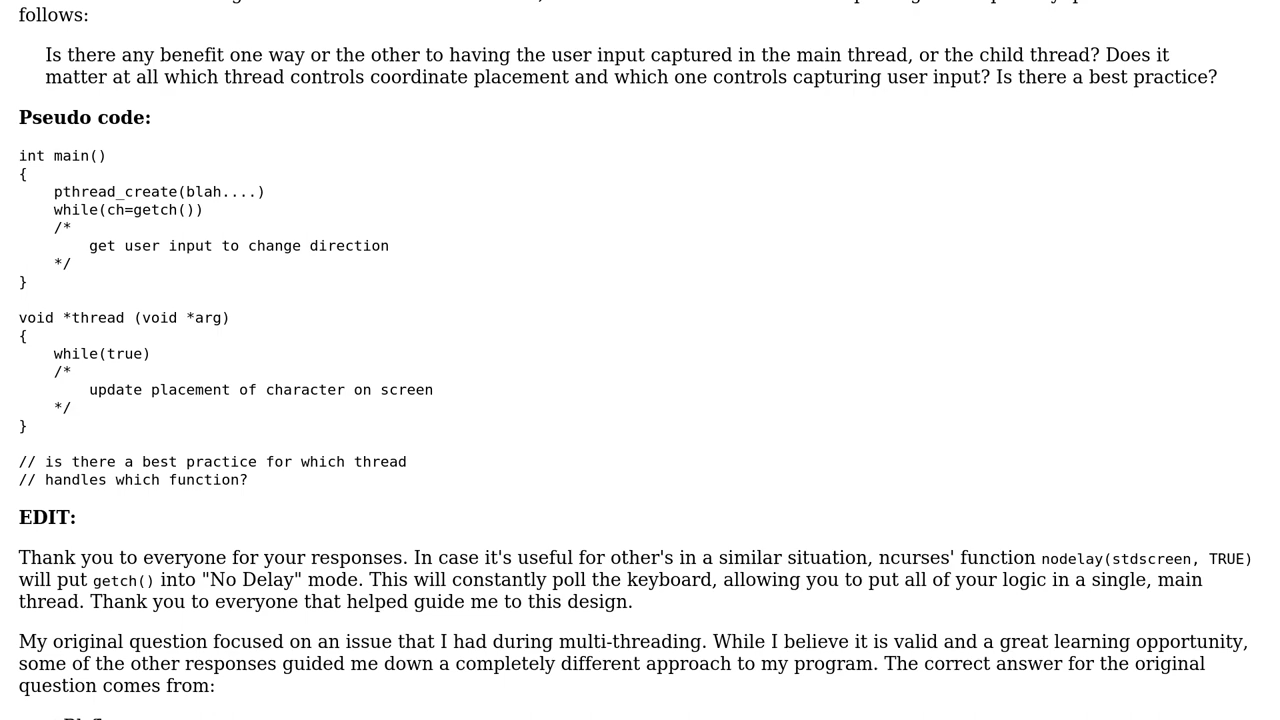 follows:
Is there any benefit one way or the other to having the user input captured in the main thread, or the child thread? Does it
matter at all which thread controls coordinate placement and which one controls capturing user input? Is there a best practice?
Pseudo code:
int main()
{
    pthread_create(blah....)
    while(ch=getch())
    /*
        get user input to change direction
    */
}
void *thread (void *arg)
{
    while(true)
    /*
        update placement of character on screen
    */
}
// is there a best practice for which thread
// handles which function?
EDIT:
Thank you to everyone for your responses. In case it's useful for other's in a similar situation, ncurses' function nodelay(stdscreen, TRUE)
will put getch() into "No Delay" mode. This will constantly poll the keyboard, allowing you to put all of your logic in a single, main
thread. Thank you to everyone that helped guide me to this design.
My original question focused on an issue that I had during multi-threading. While I believe it is valid and a great learning opportunity,
some of the other responses guided me down a completely different approach to my program. The correct answer for the original
question comes from: